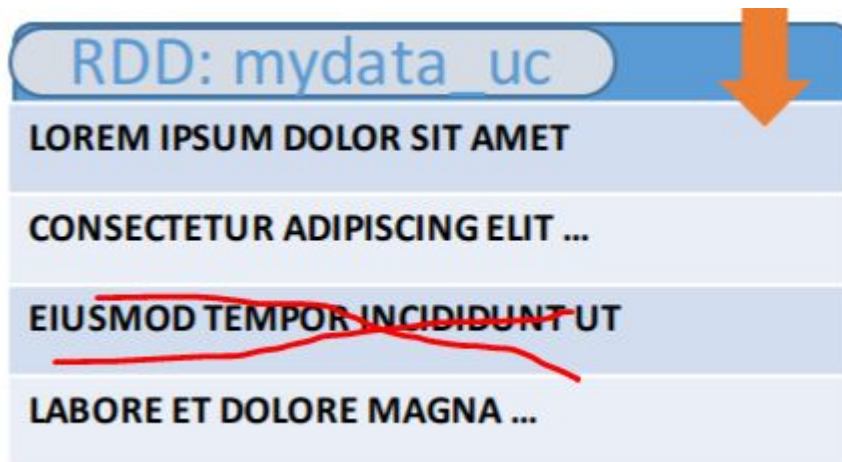 RDD: mydata_uc
LOREM IPSUM DOLOR SIT AMET
CONSECTETUR ADIPISCING ELIT ...
EIUSMOD TEMPOR INCIDIDUNT UT
LABORE ET DOLORE MAGNA ...